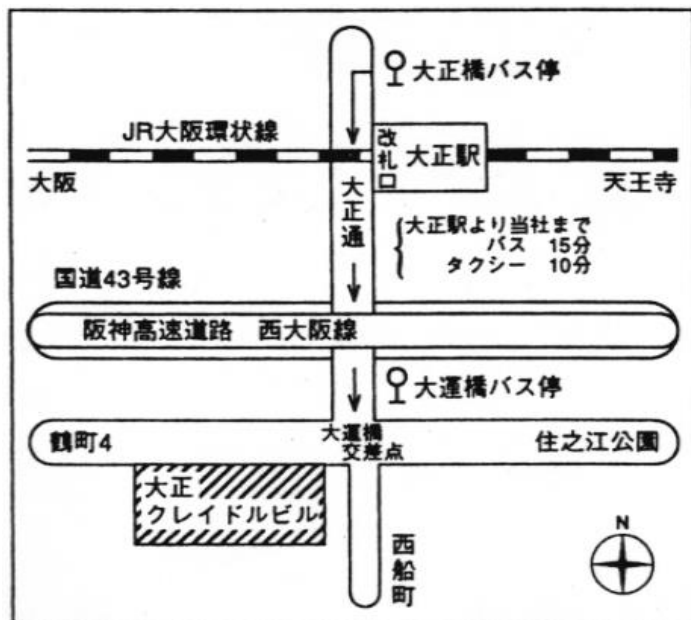 大正橋バス停
JR大阪環状線
改札口
大正駅
大阪
天王寺
大正通
大正駅より当社まで
バス 15分
タクシー 10分
国道43号線
阪神高速道路 西大阪線
大運橋バス停
鶴町4
大運橋
交差点
住之江公園
大正
クレイドルビル
西船町
N